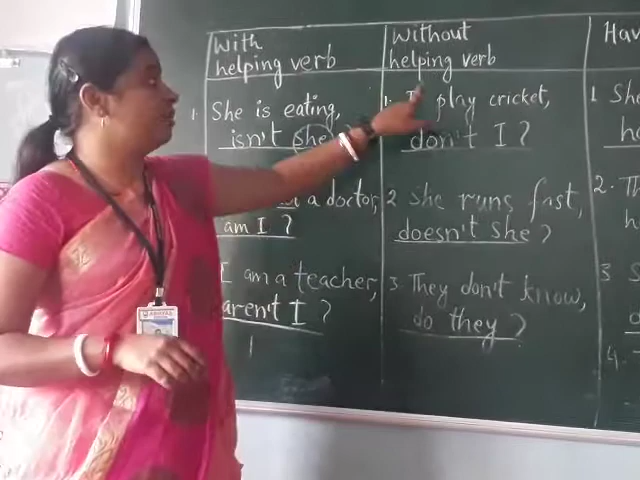 With
helping verb
1. She is eating,
isn't she
a doctor,
am I ?
I am a teacher,
aren't I ?
Without
helping verb
1. I play cricket,
don't I ?
2 She runs fast,
doesn't she ?
3 They don't know,
do they ?
Hav
1 She
2. Th
3 S
4.